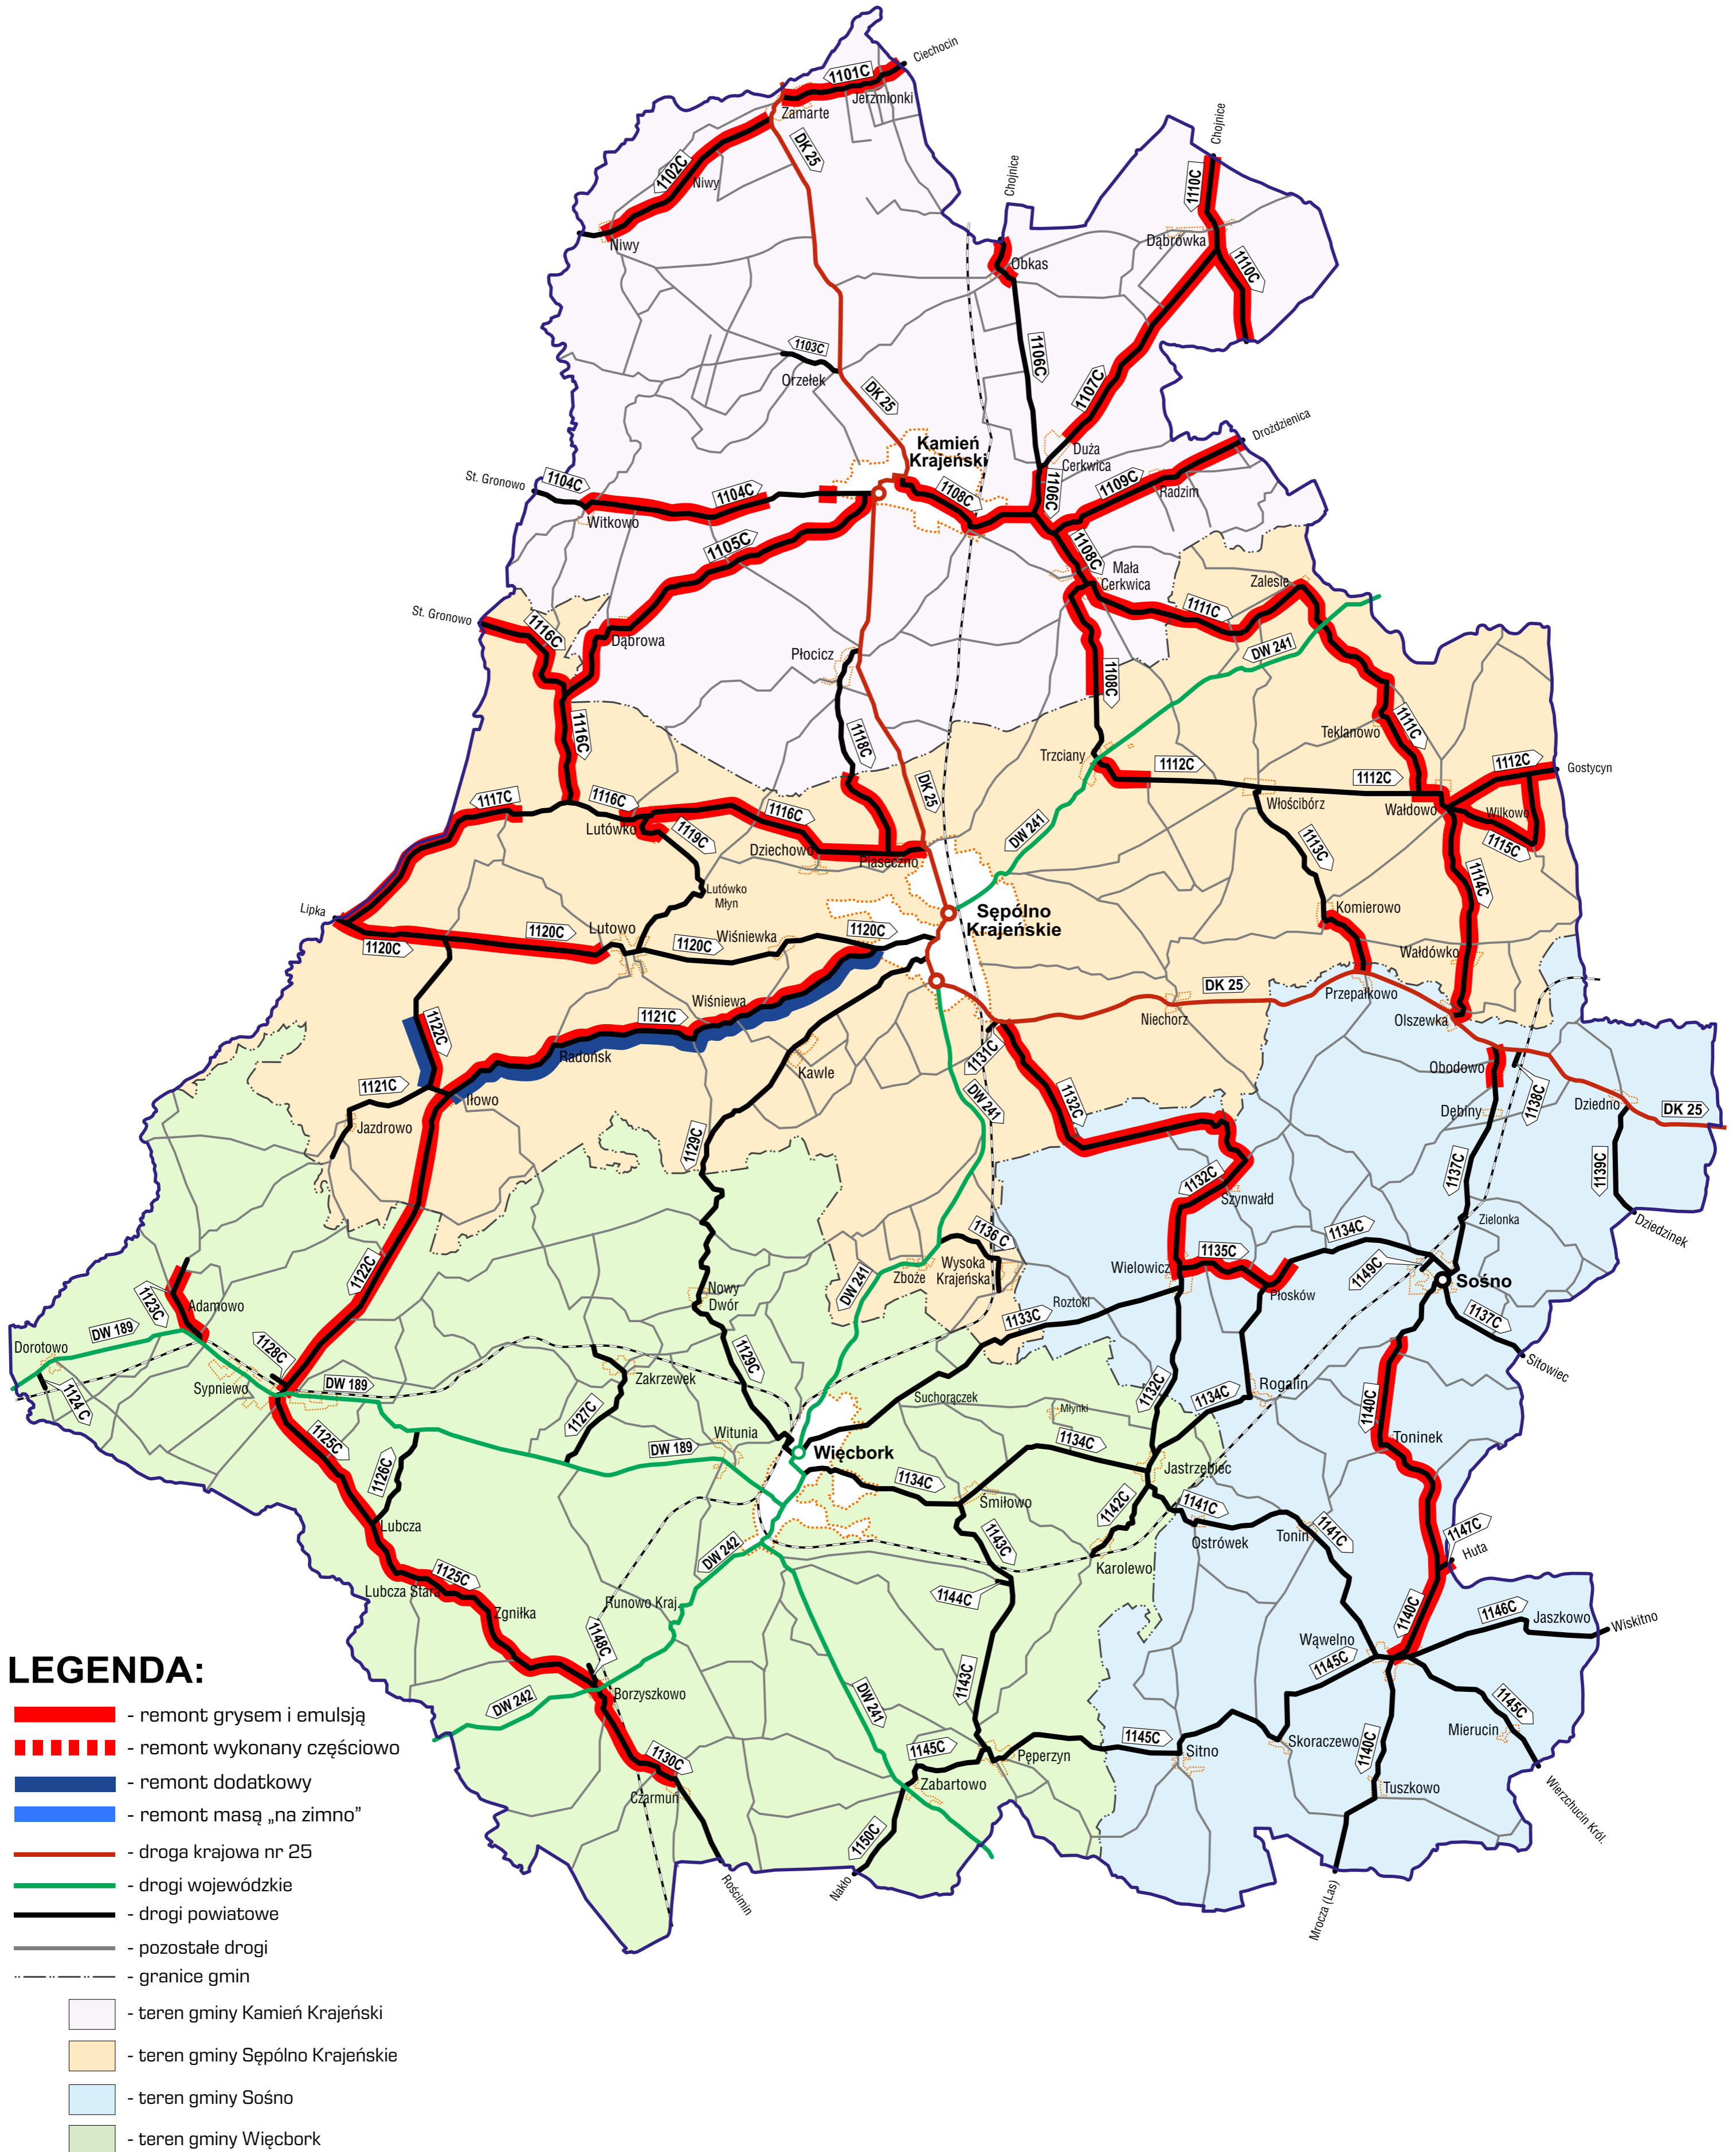 Ciechocin
1101C
Jerzmionki
Zamarte
DK 25
Chojnice
1102C
Niwy
Chojnice
1110C
Niwy
Dąbrówka
Obkas
1110C
1103C
1106C
Orzełek
DK 25
1107C
Drożdzienica
Kamień
Krajeński
Duża
Cerkwica
St. Gronowo
1104C
1104C
1108C
1106C
1109C
Radzim
Witkowo
1105C
1108C
Mała
Cerkwica
Zalesie
St. Gronowo
1116C
1111C
Dąbrowa
DW 241
Płocicz
1108C
1116C
1118C
Teklanowo
1111C
Trzciany
1112C
1112C
1112C
Gostycyn
DK 25
1117C
1116C
1116C
Włościbórz
Wałdowo
Wilkowo
Lutówko
1119C
DW 241
Dziechowo
Piaseczno
1113C
1115C
1114C
Lutówko
Młyn
Lipka
Sępólno
Krajeńskie
Komierowo
1120C
1120C
Lutowo
1120C
Wiśniewka
1120C
Wałdówko
DK 25
Przepałkowo
Wiśniewa
Niechorz
Olszewka
1122C
1121C
Radońsk
Kawle
1131C
Obodowo
1121C
Iłowo
DW 241
1132C
Dębiny
1138C
Dziedno
DK 25
Jazdrowo
1129C
1137C
1139C
1132C
Szynwałd
Dziedzinek
1136 C
1134C
Zielonka
Wysoka
Krajeńska
Wielowicz
1135C
Zboże
1149C
Sośno
1122C
DW 241
Nowy
Dwór
Roztoki
Płosków
1123C
Adamowo
1133C
1137C
Dorotowo
DW 189
1128C
1129C
Sitowiec
Sypniewo
DW 189
Zakrzewek
1132C
1134C
Rogalin
1124 C
1127C
Suchorączek
Młynki
1140C
1125C
Witunia
DW 189
Więcbork
1134C
Toninek
1126C
1134C
Jastrzębiec
Śmiłowo
1142C
1141C
Lubcza
1143C
Ostrówek
Tonin
1141C
1147C
Huta
DW 242
Karolewo
1125C
Lubcza Stara
1144C
Runowo Kraj.
Zgniłka
1140C
1146C
Jaszkowo
Wiskitno
1148C
Wąwelno
1145C
LEGENDA:
1143C
Borzyszkowo
DW 242
DW 241
1145C
Mierucin
- remont grysem i emulsją
1145C
Skoraczewo
1140C
- remont wykonany częściowo
1130C
1145C
Pęperzyn
Sitno
- remont dodatkowy
Czarmuń
Zabartowo
Tuszkowo
Wierzchucin Król.
- remont masą „na zimno”
1150C
- droga krajowa nr 25
Rościmin
Nakło
- drogi wojewódzkie
Mrocza (Las)
- drogi powiatowe
- pozostałe drogi
- granice gmin
- teren gminy Kamień Krajeński
- teren gminy Sępólno Krajeńskie
- teren gminy Sośno
- teren gminy Więcbork